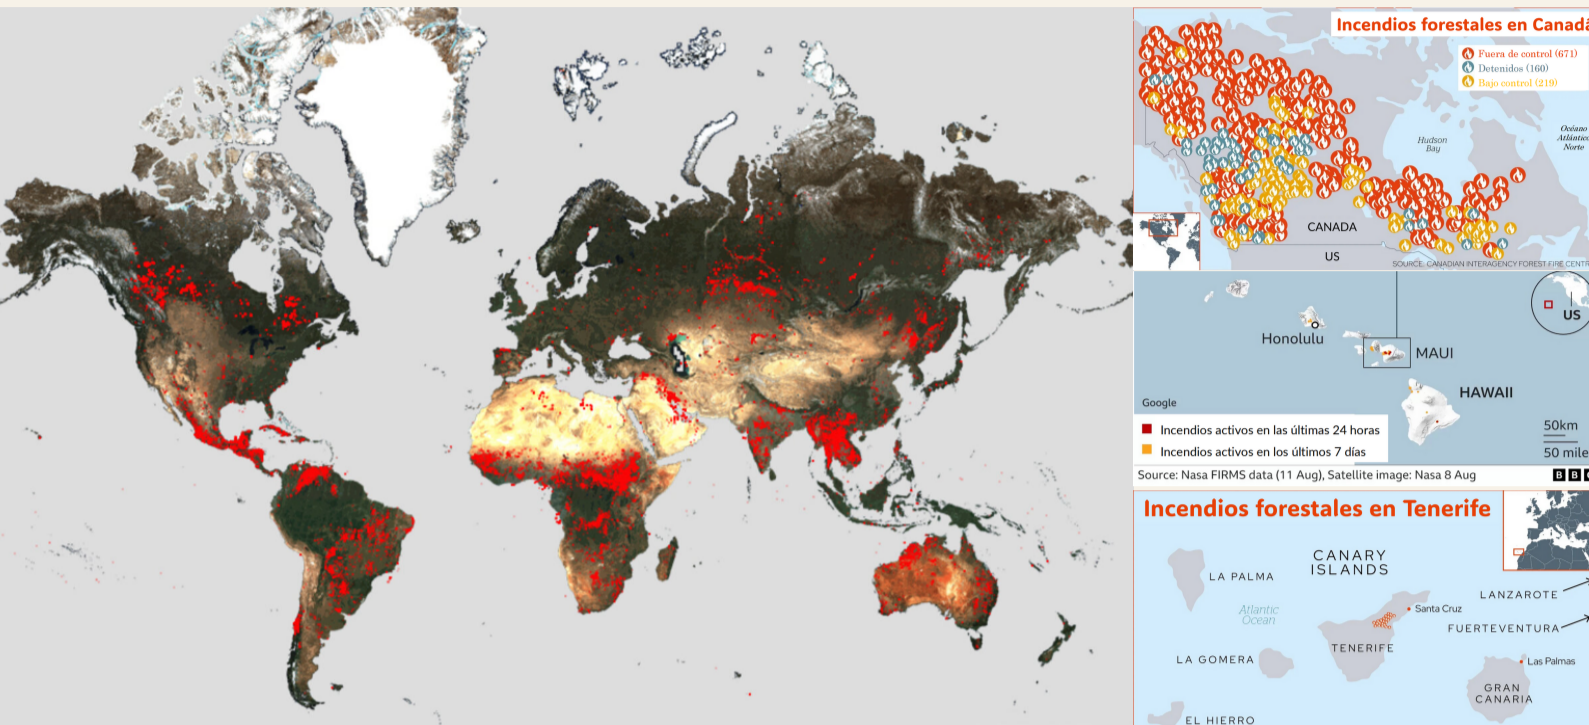 Incendios forestales en Canadá
Fuera de control (671)
Detenidos (160)
Bajo control (219)
Hudson
Bay
Océano
Atlántico
Norte
CANADA
US
SOURCE: CANADIAN INTERAGENCY FOREST FIRE CENTR
US
Honolulu
MAUI
HAWAII
Google
50km
50 mile
Incendios activos en las últimas 24 horas
Incendios activos en los últimos 7 días
Source: Nasa FIRMS data (11 Aug), Satellite image: Nasa 8 Aug
B B C
Incendios forestales en Tenerife
CANARY
ISLANDS
LA PALMA
LANZAROTE
Atlantic
Ocean
Santa Cruz
FUERTEVENTURA
TENERIFE
LA GOMERA
Las Palmas
GRAN
CANARIA
EL HIERRO